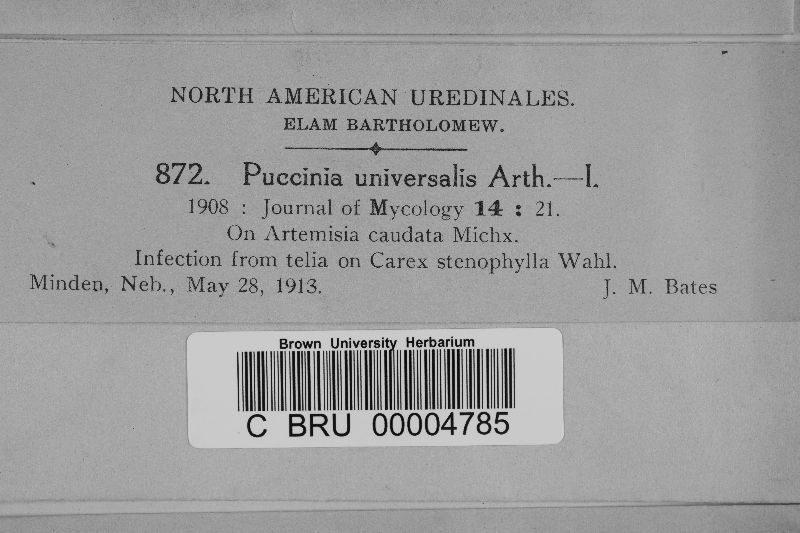 NORTH AMERICAN UREDINALES.
ELAM BARTHOLOMEW.
872. Puccinia universalis Arth.—I.
1908 : Journal of Mycology 14 : 21.
On Artemisia caudata Michx.
Infection from telia on Carex stenophylla Wahl.
Minden, Neb., May 28, 1913. J. M. Bates
Brown University Herbarium
C BRU 00004785